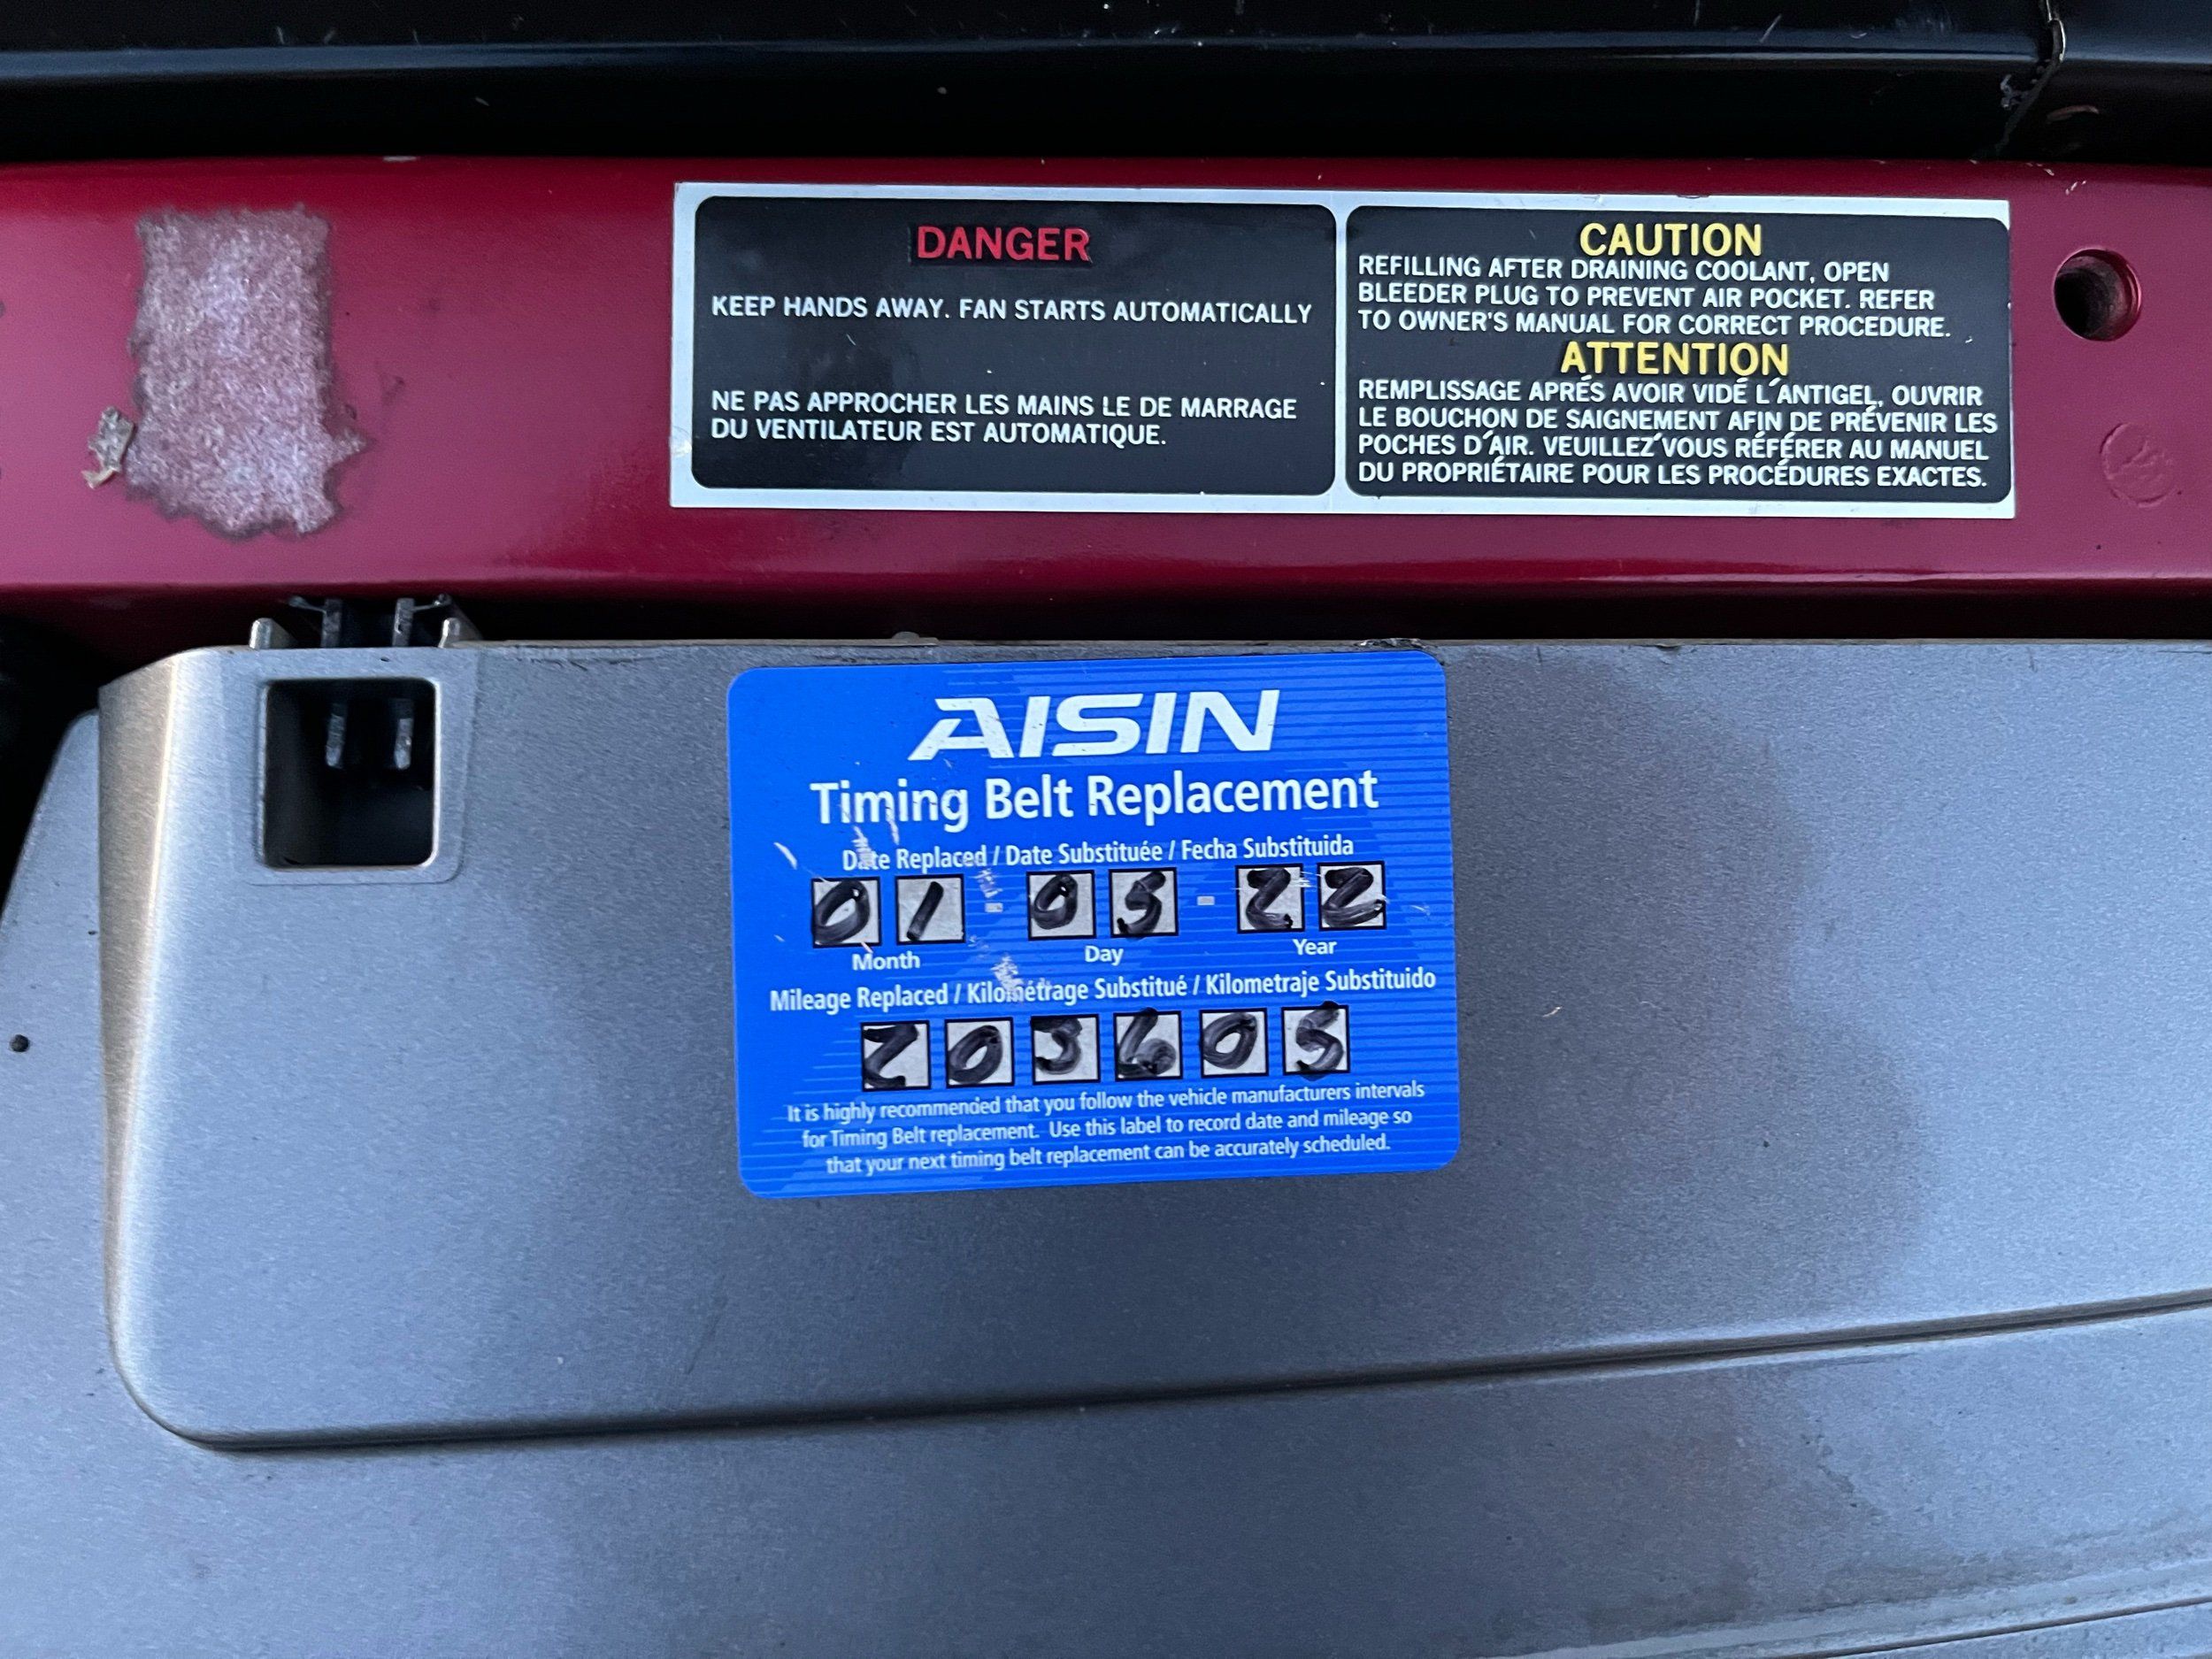 DANGER
KEEP HANDS AWAY. FAN STARTS AUTOMATICALLY
NE PAS APPROCHER LES MAINS LE DE MARRAGE
DU VENTILATEUR EST AUTOMATIQUE.
CAUTION
REFILLING AFTER DRAINING COOLANT, OPEN
BLEEDER PLUG TO PREVENT AIR POCKET. REFER
TO OWNER'S MANUAL FOR CORRECT PROCEDURE.
ATTENTION
REMPLISSAGE APRÉS AVOIR VIDÉ L´ANTIGEL, OUVRIR
LE BOUCHON DE SAIGNEMENT AFIN DE PRÉVENIR LES
POCHES D´AIR. VEUILLEZ´VOUS RÉFÉRER AU MANUEL
DU PROPRIÉTAIRE POUR LES PROCÉDURES EXACTES.
AISIN
Timing Belt Replacement
Date Replaced / Date Substituée / Fecha Substituida
01 - 05 - 22
Month Day Year
Mileage Replaced / Kilométrage Substitué / Kilometraje Substituido
203605
It is highly recommended that you follow the vehicle manufacturers intervals
for Timing Belt replacement. Use this label to record date and mileage so
that your next timing belt replacement can be accurately scheduled.